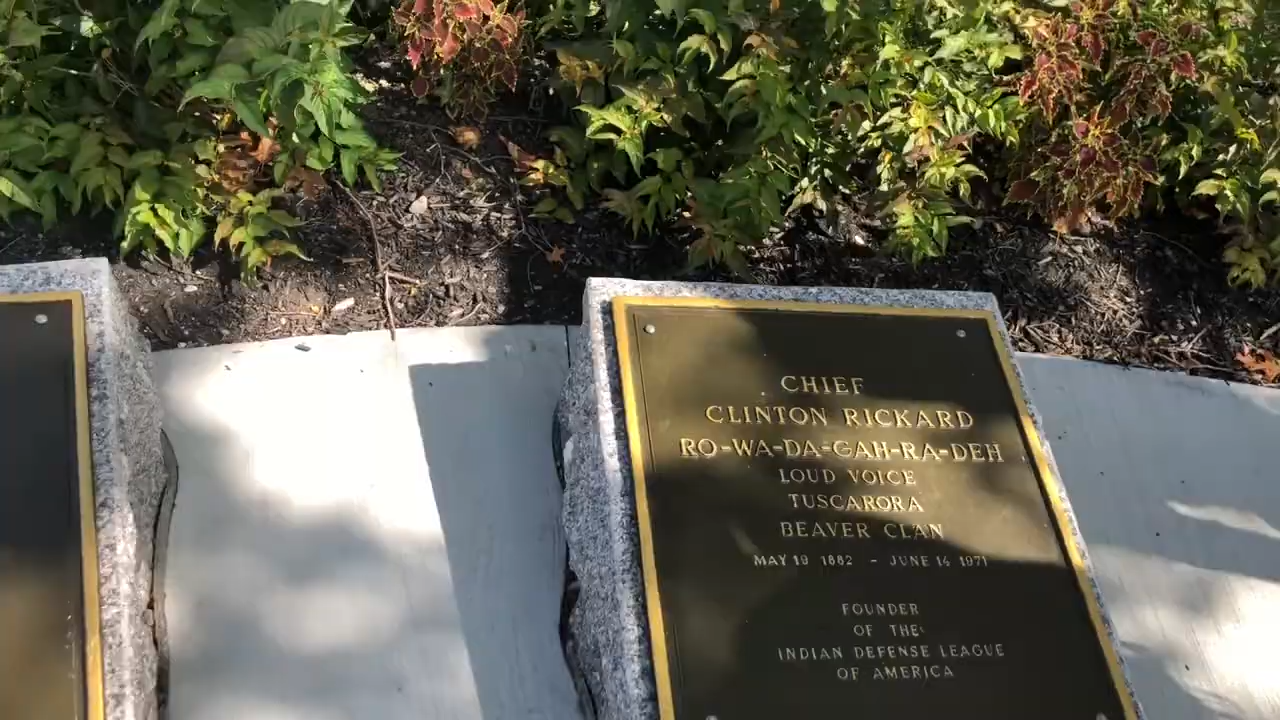 CHIEF
CLINTON RICKARD
RO-WA-DA-GAH-RA-DEH
LOUD VOICE
TUSCARORA
BEAVER CLAN
MAY 19 1882 - JUNE 14 1971
FOUNDER
OF THE
INDIAN DEFENSE LEAGUE
OF AMERICA